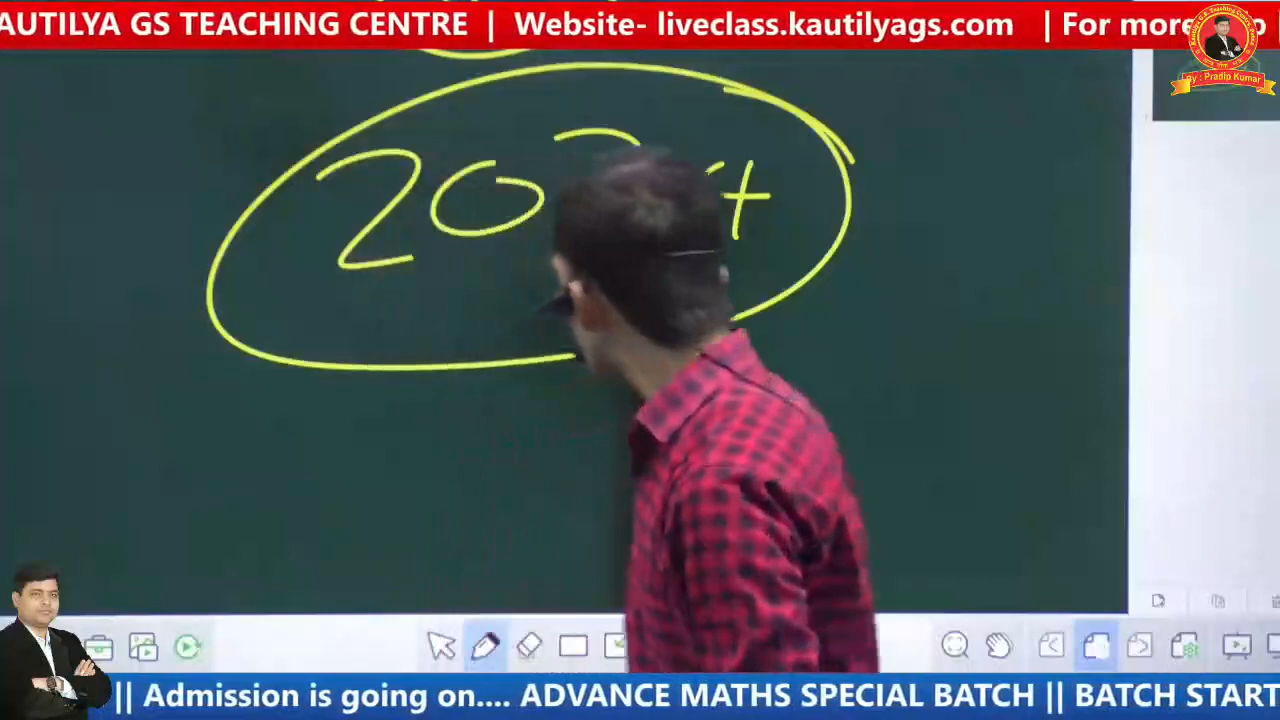 AUTILYA GS TEACHING CENTRE | Website- liveclass.kautilyags.com | For more
By : Pradip Kumar
20
|| Admission is going on.... ADVANCE MATHS SPECIAL BATCH || BATCH START